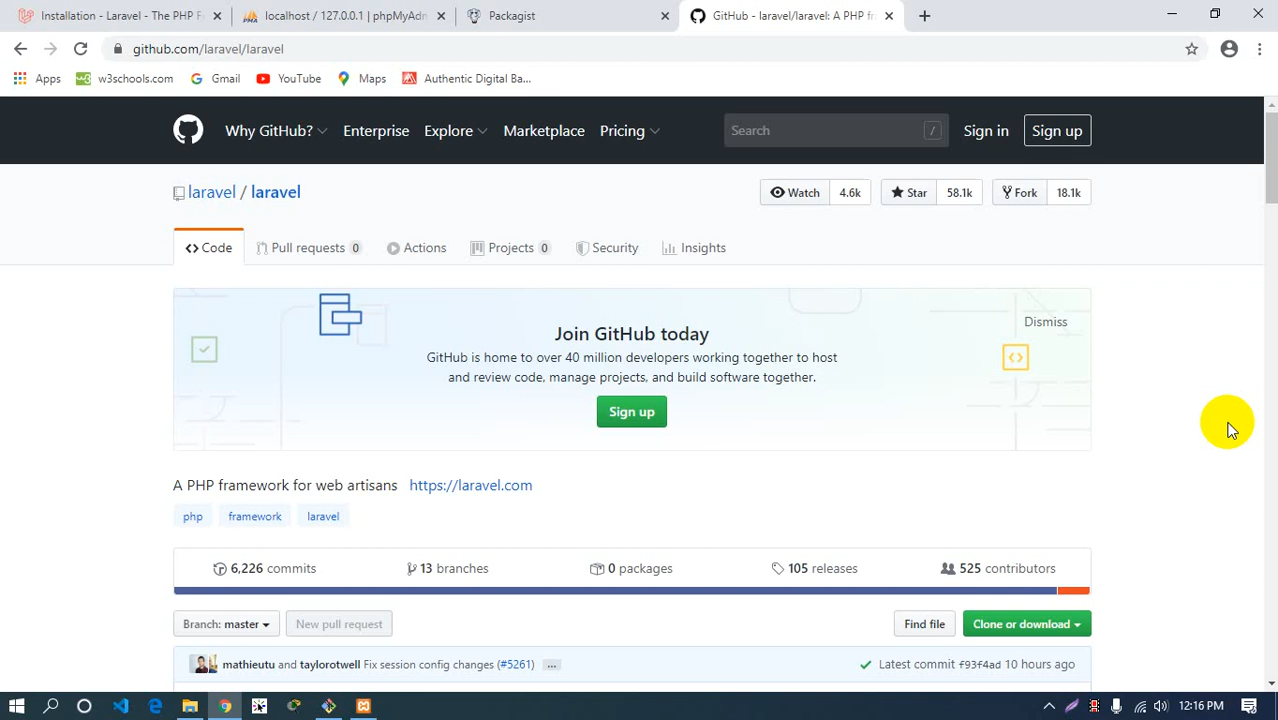 Installation - Laravel - The PHP F
localhost / 127.0.0.1 | phpMyAdn
Packagist
GitHub - laravel/laravel: A PHP fr
github.com/laravel/laravel
Apps
w3schools.com
Gmail
YouTube
Maps
Authentic Digital Ba...
Why GitHub?
Enterprise
Explore
Marketplace
Pricing
Search
/
Sign in
Sign up
laravel / laravel
Watch 4.6k
Star 58.1k
Fork 18.1k
Code
Pull requests 0
Actions
Projects 0
Security
Insights
Join GitHub today
Dismiss
GitHub is home to over 40 million developers working together to host
and review code, manage projects, and build software together.
Sign up
A PHP framework for web artisans https://laravel.com
php
framework
laravel
6,226 commits
13 branches
0 packages
105 releases
525 contributors
Branch: master
New pull request
Find file
Clone or download
mathieutu and taylorotwell Fix session config changes (#5261) ...
Latest commit f93f4ad 10 hours ago
12:16 PM